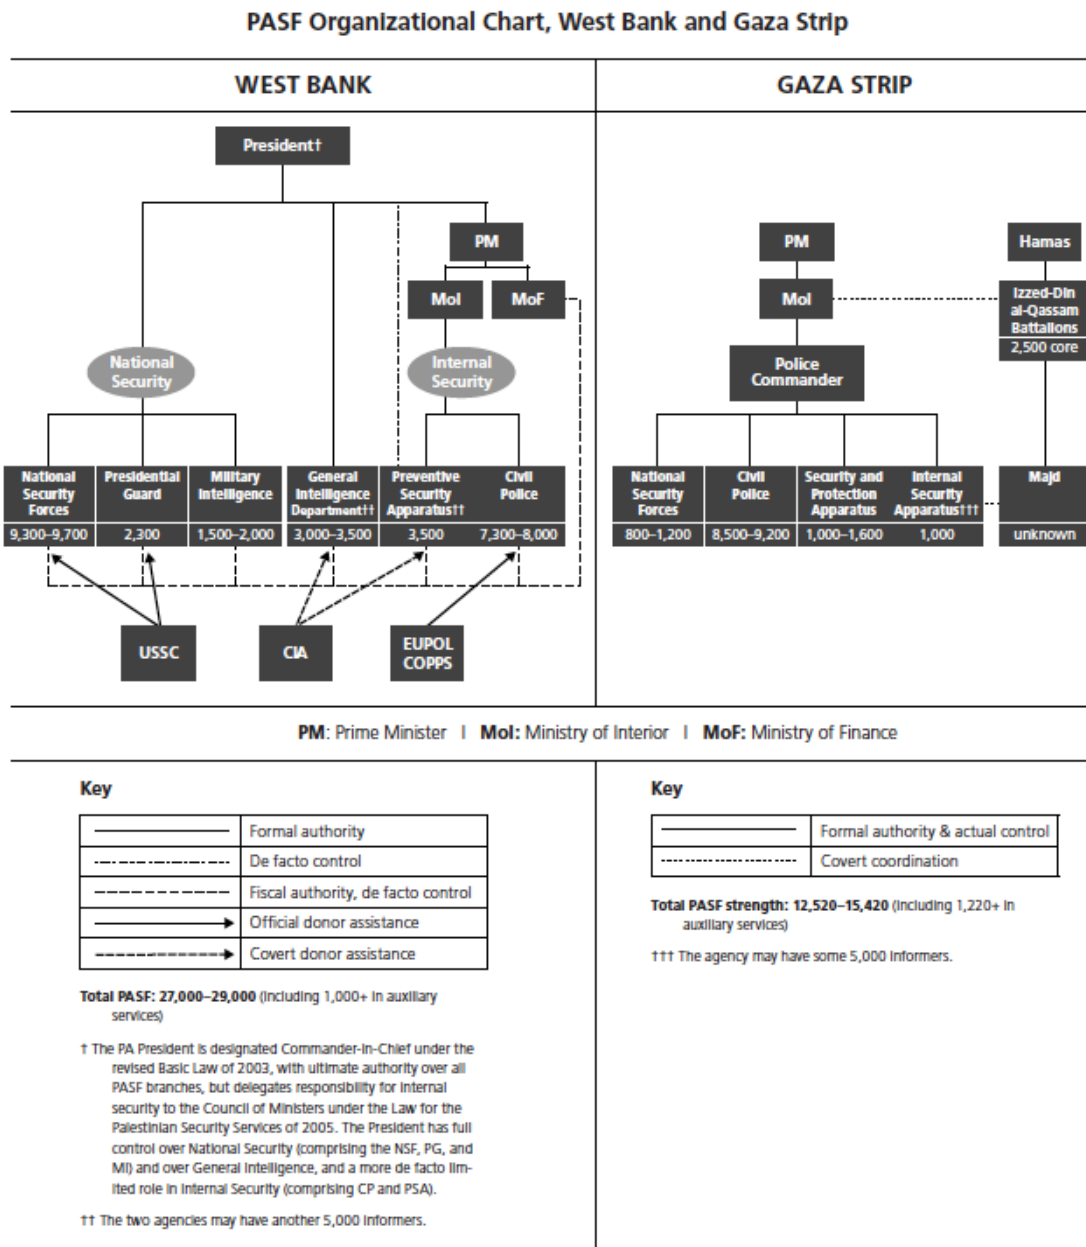 PASF Organizational Chart, West Bank and Gaza Strip
WEST BANK
GAZA STRIP
President†
PM
MoI
MoF
National
Security
Internal
Security
National
Security
Forces
9,300–9,700
Presidential
Guard
2,300
Military
Intelligence
1,500–2,000
General
Intelligence
Department††
3,000–3,500
Preventive
Security
Apparatus††
3,500
Civil
Police
7,300–8,000
USSC
CIA
EUPOL
COPPS
PM
MoI
Police
Commander
Hamas
Izzed-Din
al-Qassam
Battalions
2,500 core
National
Security
Forces
800–1,200
Civil
Police
8,500–9,200
Security and
Protection
Apparatus
1,000–1,600
Internal
Security
Apparatus†††
1,000
Majd
unknown
PM: Prime Minister | MoI: Ministry of Interior | MoF: Ministry of Finance
Key
Formal authority
De facto control
Fiscal authority, de facto control
Official donor assistance
Covert donor assistance
Total PASF: 27,000–29,000 (including 1,000+ in auxiliary
services)
† The PA President is designated Commander-in-Chief under the
revised Basic Law of 2003, with ultimate authority over all
PASF branches, but delegates responsibility for internal
security to the Council of Ministers under the Law for the
Palestinian Security Services of 2005. The President has full
control over National Security (comprising the NSF, PG, and
MI) and over General Intelligence, and a more de facto lim-
ited role in Internal Security (comprising CP and PSA).
†† The two agencies may have another 5,000 informers.
Key
Formal authority & actual control
Covert coordination
Total PASF strength: 12,520–15,420 (including 1,220+ in
auxiliary services)
††† The agency may have some 5,000 informers.